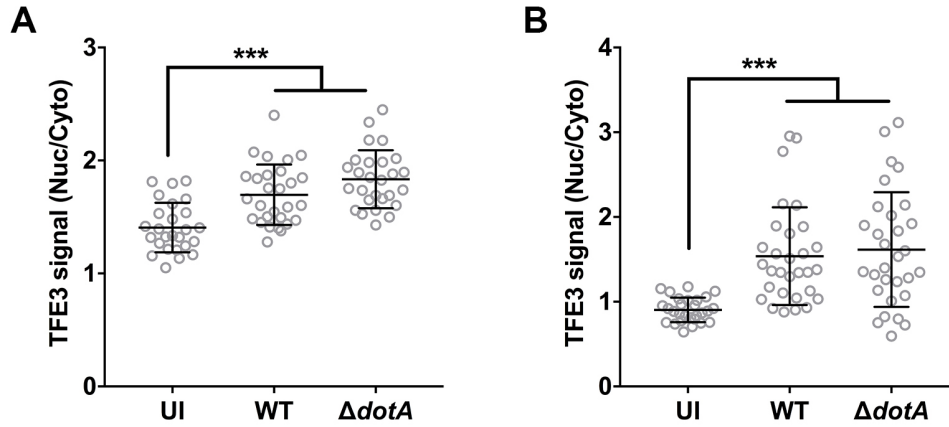 A
TFE3 signal (Nuc/Cyto)
3
2
1
0
***
UI
WT
ΔdotA
B
TFE3 signal (Nuc/Cyto)
4
3
2
1
0
***
UI
WT
ΔdotA